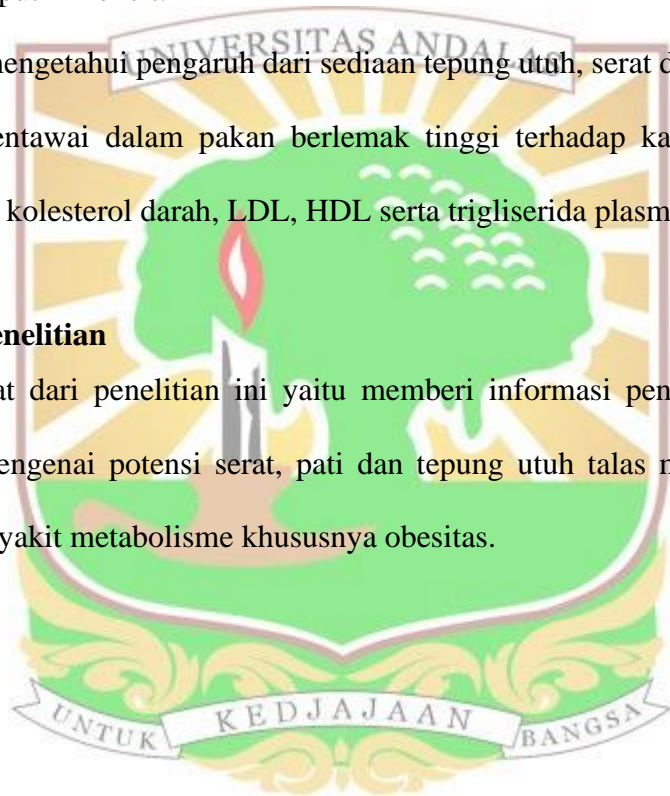 UNIVERSITAS ANDALAS
mengetahui pengaruh dari sediaan tepung utuh, serat
entawai dalam pakan berlemak tinggi terhadap ka
kolesterol darah, LDL, HDL serta trigliserida plasm
enelitian
at dari penelitian ini yaitu memberi informasi pen
engenai potensi serat, pati dan tepung utuh talas
yakit metabolisme khususnya obesitas.
UNTUK KEDJAJAAN BANGSA